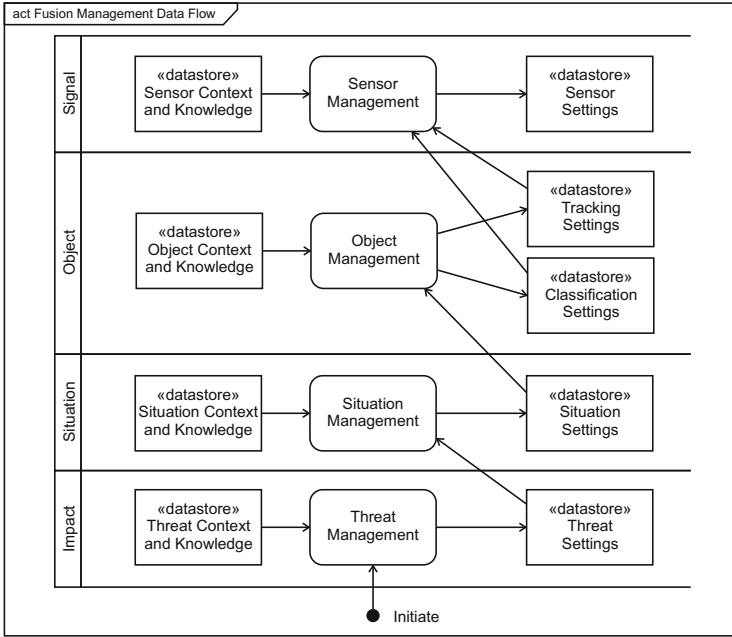 act Fusion Management Data Flow
Signal
«datastore»
Sensor Context
and Knowledge
Sensor
Management
«datastore»
Sensor
Settings
Object
«datastore»
Object Context
and Knowledge
Object
Management
«datastore»
Tracking
Settings
«datastore»
Classification
Settings
Situation
«datastore»
Situation Context
and Knowledge
Situation
Management
«datastore»
Situation
Settings
Impact
«datastore»
Threat Context
and Knowledge
Threat
Management
«datastore»
Threat
Settings
Initiate